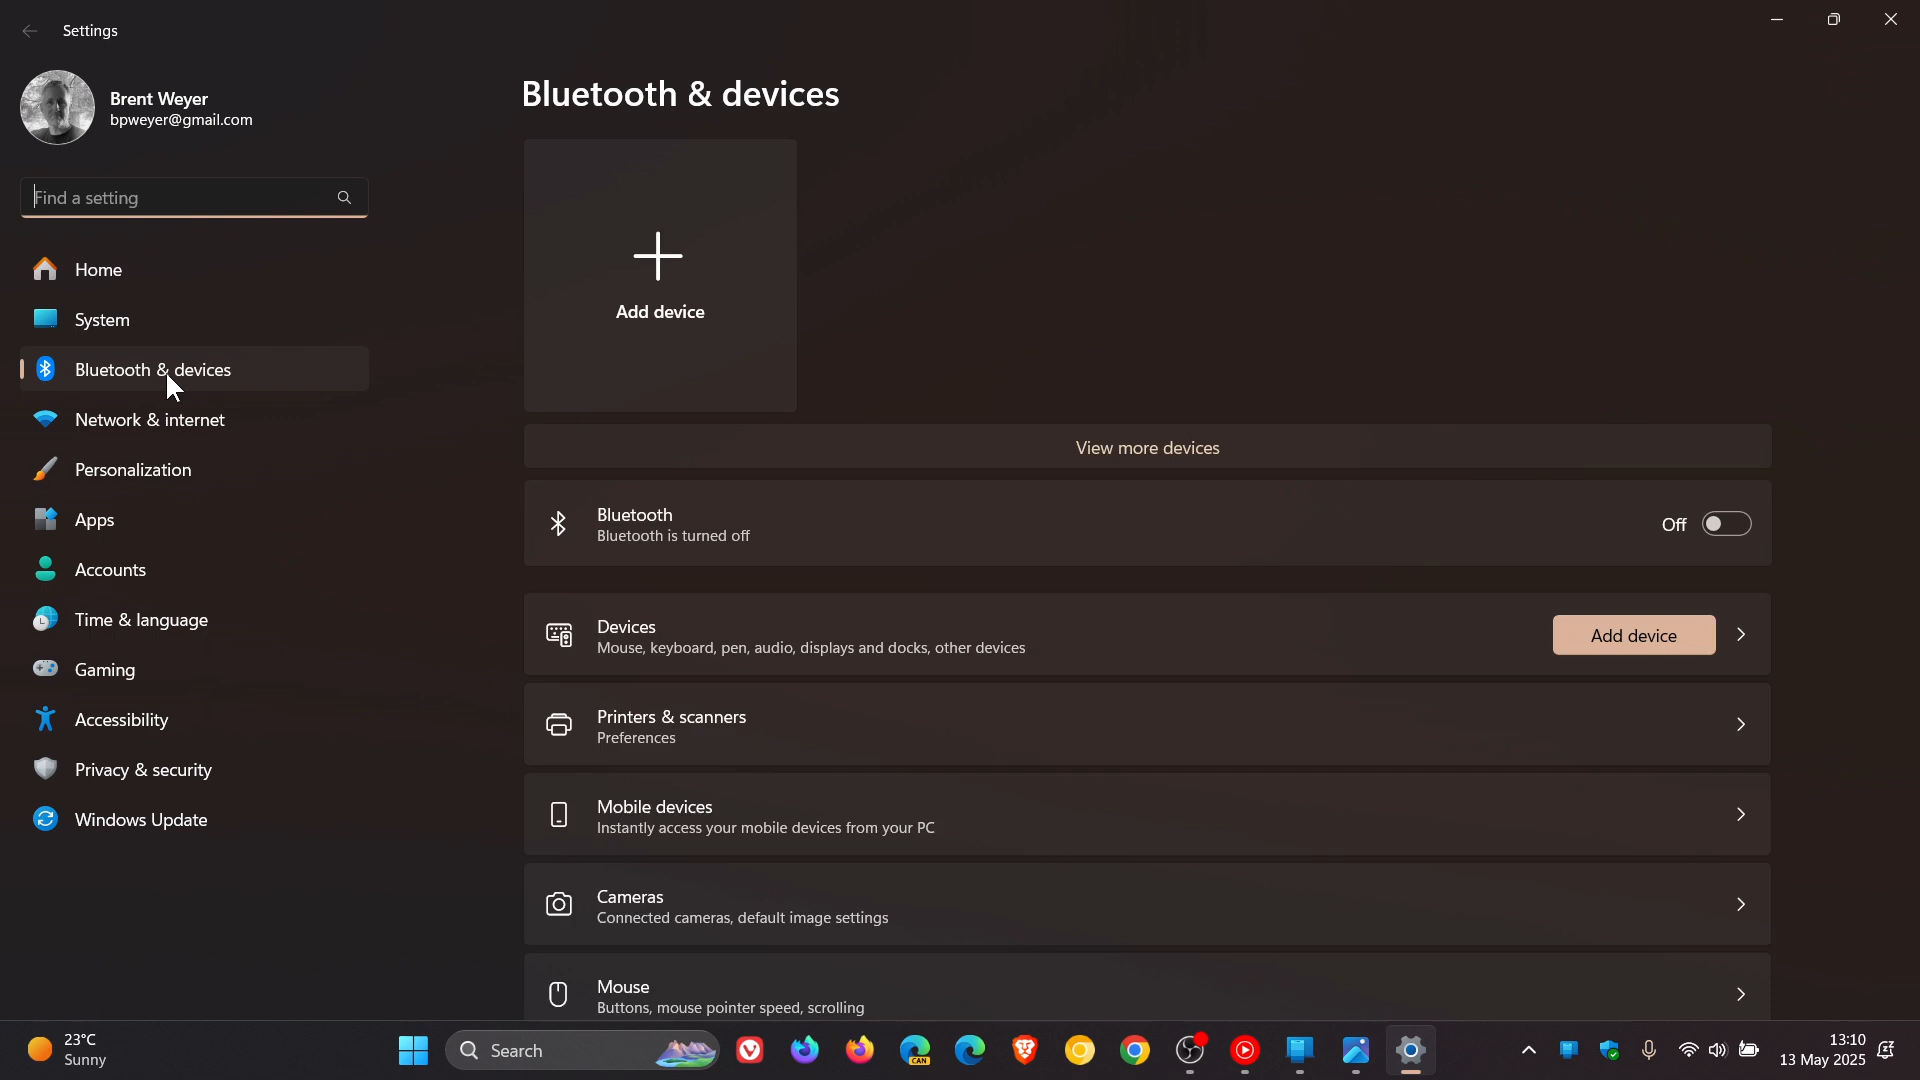 Settings
Brent Weyer
bpweyer@gmail.com
Find a setting
Home
System
Bluetooth & devices
Network & internet
Personalization
Apps
Accounts
Time & language
Gaming
Accessibility
Privacy & security
Windows Update
Bluetooth & devices
Add device
View more devices
Bluetooth
Bluetooth is turned off
Off
Devices
Mouse, keyboard, pen, audio, displays and docks, other devices
Add device
Printers & scanners
Preferences
Mobile devices
Instantly access your mobile devices from your PC
Cameras
Connected cameras, default image settings
Mouse
Buttons, mouse pointer speed, scrolling
23°C
Sunny
Search
CAN
13:10
13 May 2025